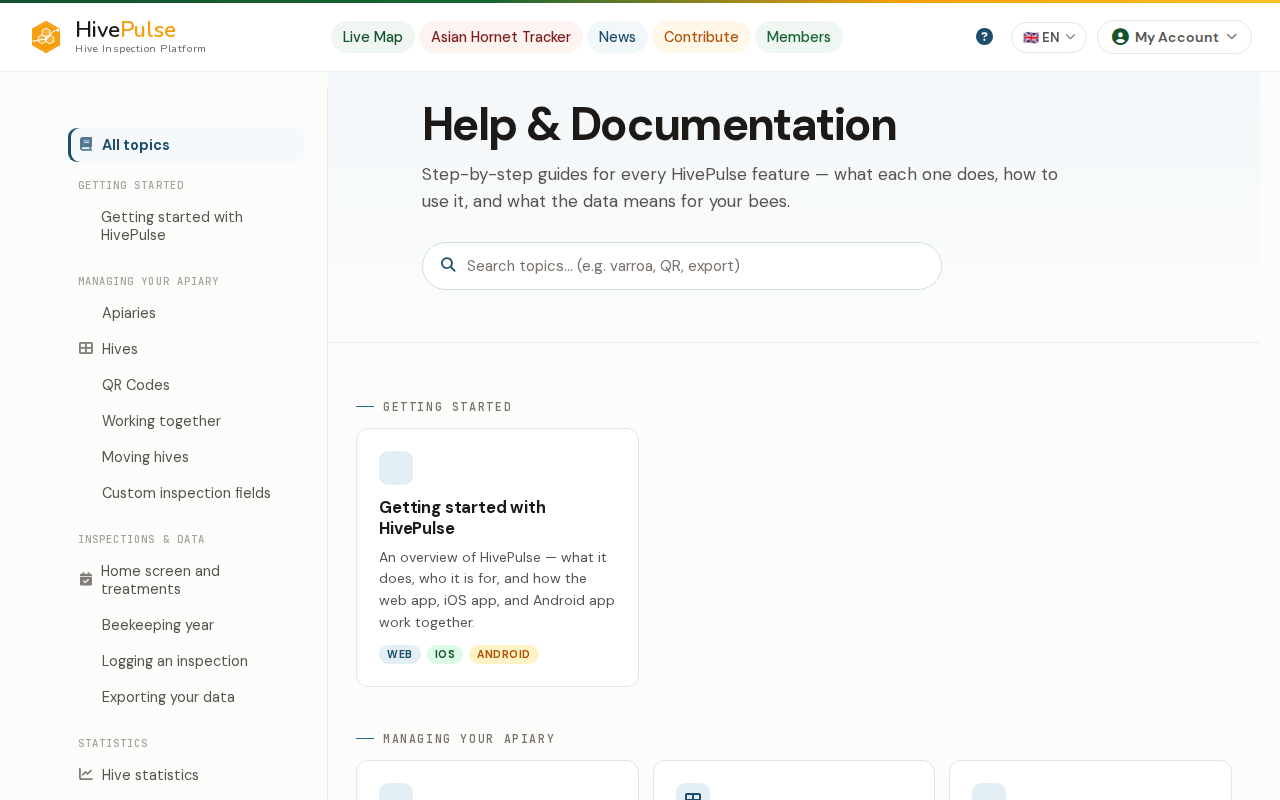 HivePulse
Hive Inspection Platform
Live Map
Asian Hornet Tracker
News
Contribute
Members
?
EN
My Account
All topics
GETTING STARTED
Getting started with
HivePulse
MANAGING YOUR APIARY
Apiaries
Hives
QR Codes
Working together
Moving hives
Custom inspection fields
INSPECTIONS & DATA
Home screen and
treatments
Beekeeping year
Logging an inspection
Exporting your data
STATISTICS
Hive statistics
Help & Documentation
Step-by-step guides for every HivePulse feature — what each one does, how to
use it, and what the data means for your bees.
Search topics... (e.g. varroa, QR, export)
GETTING STARTED
Getting started with
HivePulse
An overview of HivePulse — what it
does, who it is for, and how the
web app, iOS app, and Android app
work together.
WEB
IOS
ANDROID
MANAGING YOUR APIARY